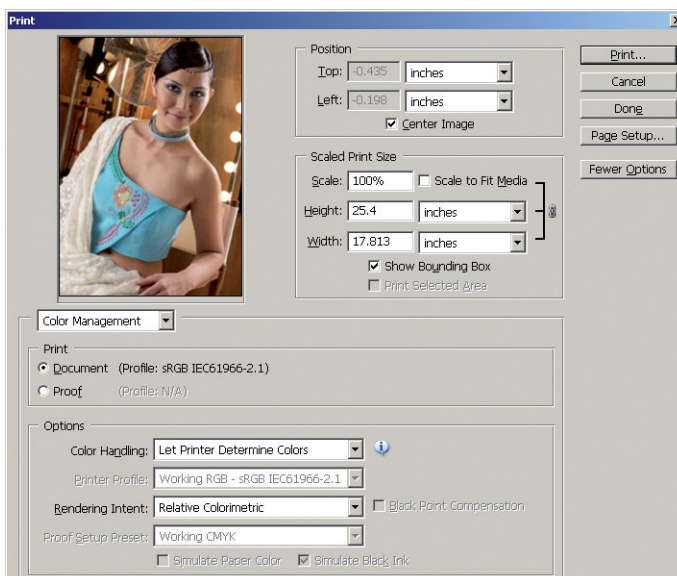 Print
Position
Top: -0.435 inches
Left: -0.198 inches
Center Image
Scaled Print Size
Scale: 100% Scale to Fit Media
Height: 25.4 inches
Width: 17.813 inches
Show Bounding Box
Print Selected Area
Print...
Cancel
Done
Page Setup...
Fewer Options
Color Management
Print
Document (Profile: sRGB IEC61966-2.1)
Proof (Profile: N/A)
Options
Color Handling: Let Printer Determine Colors
Printer Profile: Working RGB - sRGB IEC61966-2.1
Rendering Intent: Relative Colorimetric Black Point Compensation
Proof Setup Preset: Working CMYK
Simulate Paper Color Simulate Black Ink